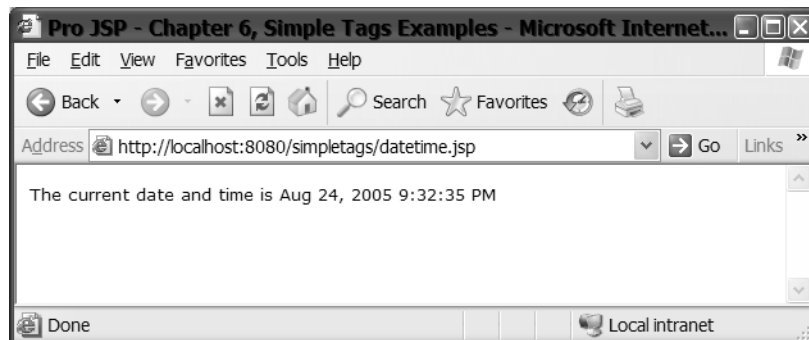 Pro JSP - Chapter 6, Simple Tags Examples - Microsoft Internet...
File Edit View Favorites Tools Help
Back Search Favorites
Address http://localhost:8080/simpletags/datetime.jsp Go Links »
The current date and time is Aug 24, 2005 9:32:35 PM
Done Local intranet